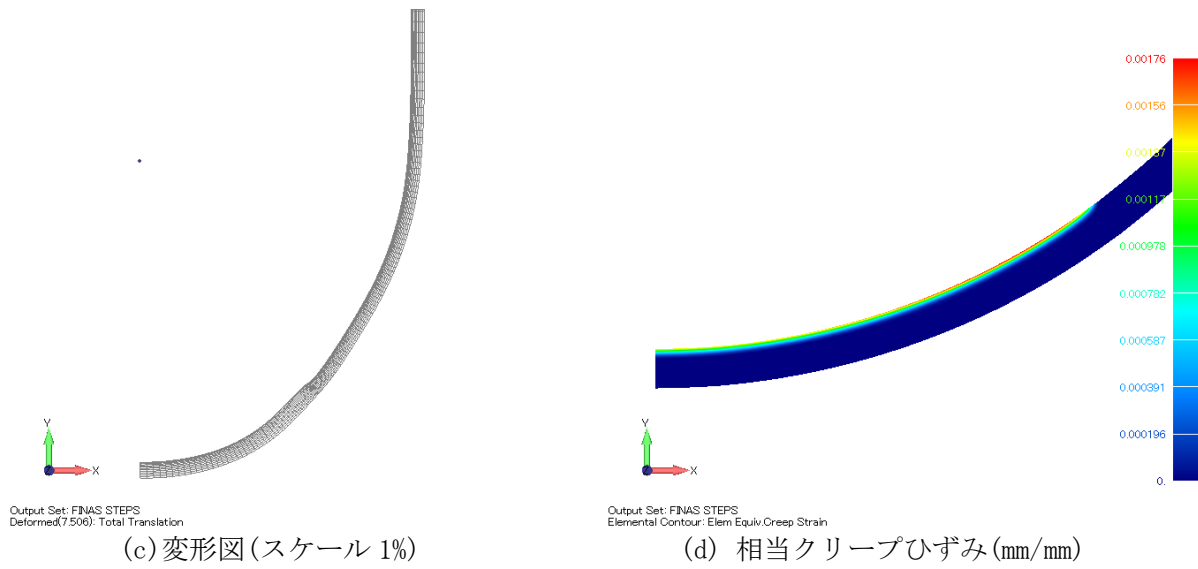 Y
X
Output Set: FINAS STEPS
Deformed(7.506): Total Translation
(c)変形図(スケール 1%)
0.00176
0.00156
0.00137
0.00117
0.000978
0.000782
0.000587
0.000391
0.000196
0.
Y
X
Output Set: FINAS STEPS
Elemental Contour: Elem Equiv.Creep Strain
(d) 相当クリープひずみ(mm/mm)